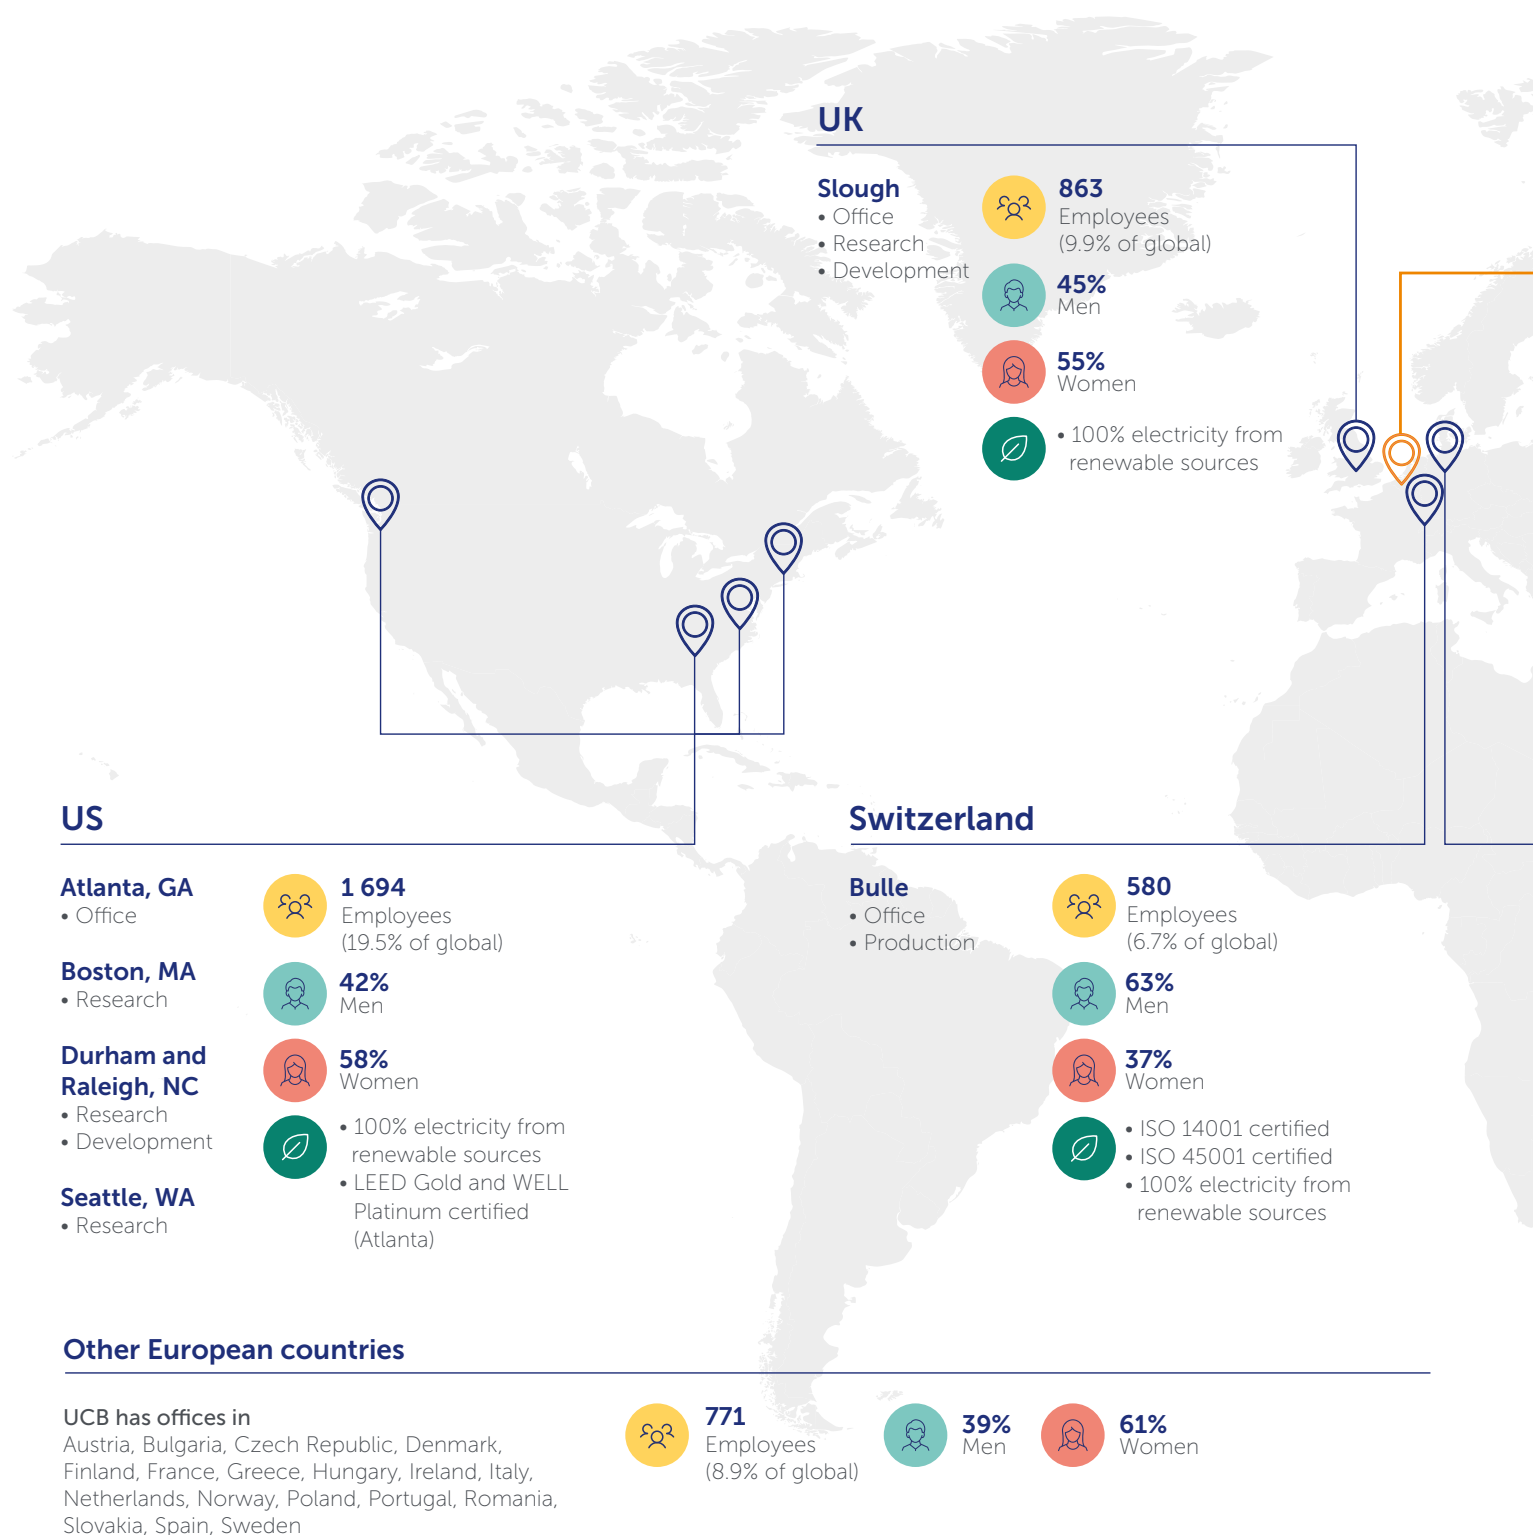 UK
Slough
• Office
• Research
• Development
863
Employees
(9.9% of global)
45%
Men
55%
Women
• 100% electricity from
renewable sources
US
Atlanta, GA
• Office
Boston, MA
• Research
Durham and
Raleigh, NC
• Research
• Development
Seattle, WA
• Research
1 694
Employees
(19.5% of global)
42%
Men
58%
Women
• 100% electricity from
renewable sources
• LEED Gold and WELL
Platinum certified
(Atlanta)
Switzerland
Bulle
• Office
• Production
580
Employees
(6.7% of global)
63%
Men
37%
Women
• ISO 14001 certified
• ISO 45001 certified
• 100% electricity from
renewable sources
Other European countries
UCB has offices in
Austria, Bulgaria, Czech Republic, Denmark,
Finland, France, Greece, Hungary, Ireland, Italy,
Netherlands, Norway, Poland, Portugal, Romania,
Slovakia, Spain, Sweden
771
Employees
(8.9% of global)
39%
Men
61%
Women